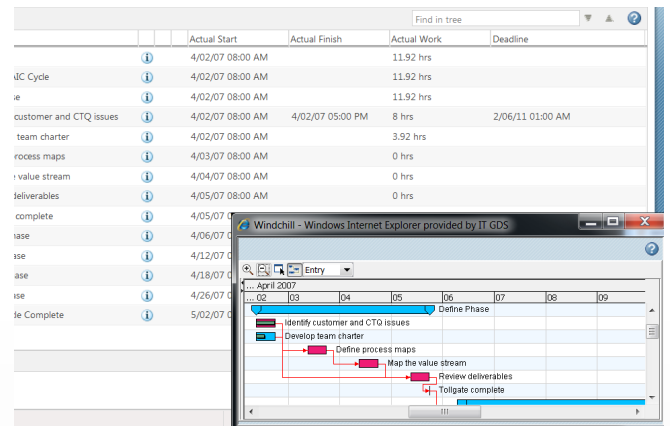 Find in tree
Actual Start Actual Finish Actual Work Deadline
4/02/07 08:00 AM 11.92 hrs
AIC Cycle 4/02/07 08:00 AM 11.92 hrs
se 4/02/07 08:00 AM 11.92 hrs
customer and CTQ issues 4/02/07 08:00 AM 4/02/07 05:00 PM 8 hrs 2/06/11 01:00 AM
team charter 4/02/07 08:00 AM 3.92 hrs
process maps 4/03/07 08:00 AM 0 hrs
value stream 4/04/07 08:00 AM 0 hrs
deliverables 4/05/07 08:00 AM 0 hrs
complete 4/05/07 0
ase 4/06/07 0
ase 4/12/07 0
ase 4/18/07 0
se 4/26/07 0
de Complete 5/02/07 0
Windchill - Windows Internet Explorer provided by IT GDS
Entry
... April 2007
... 02 03 04 05 06 07 08 09
Define Phase
Identify customer and CTQ issues
Develop team charter
Define process maps
Map the value stream
Review deliverables
Tollgate complete